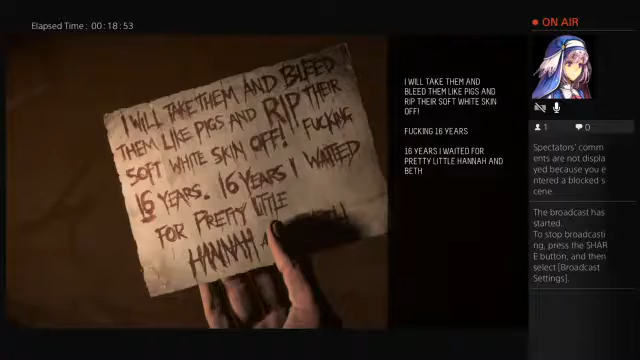 Elapsed Time : 00:18:53
ON AIR
I WILL TAKE THEM AND BLEED
THEM LIKE PIGS AND RIP THEIR
SOFT WHITE SKIN OFF! FUCKING
16 YEARS. 16 YEARS I WAITED
FOR PRETTY LITTLE
HANNAH A
I WILL TAKE THEM AND
BLEED THEM LIKE PIGS AND
RIP THEIR SOFT WHITE SKIN
OFF!
FUCKING 16 YEARS
16 YEARS I WAITED FOR
PRETTY LITTLE HANNAH AND
BETH
1
0
Spectators' comm
ents are not displa
yed because you e
ntered a blocked s
cene.
The broadcast has
started.
To stop broadcasti
ng, press the SHAR
E button, and then
select [Broadcast
Settings].